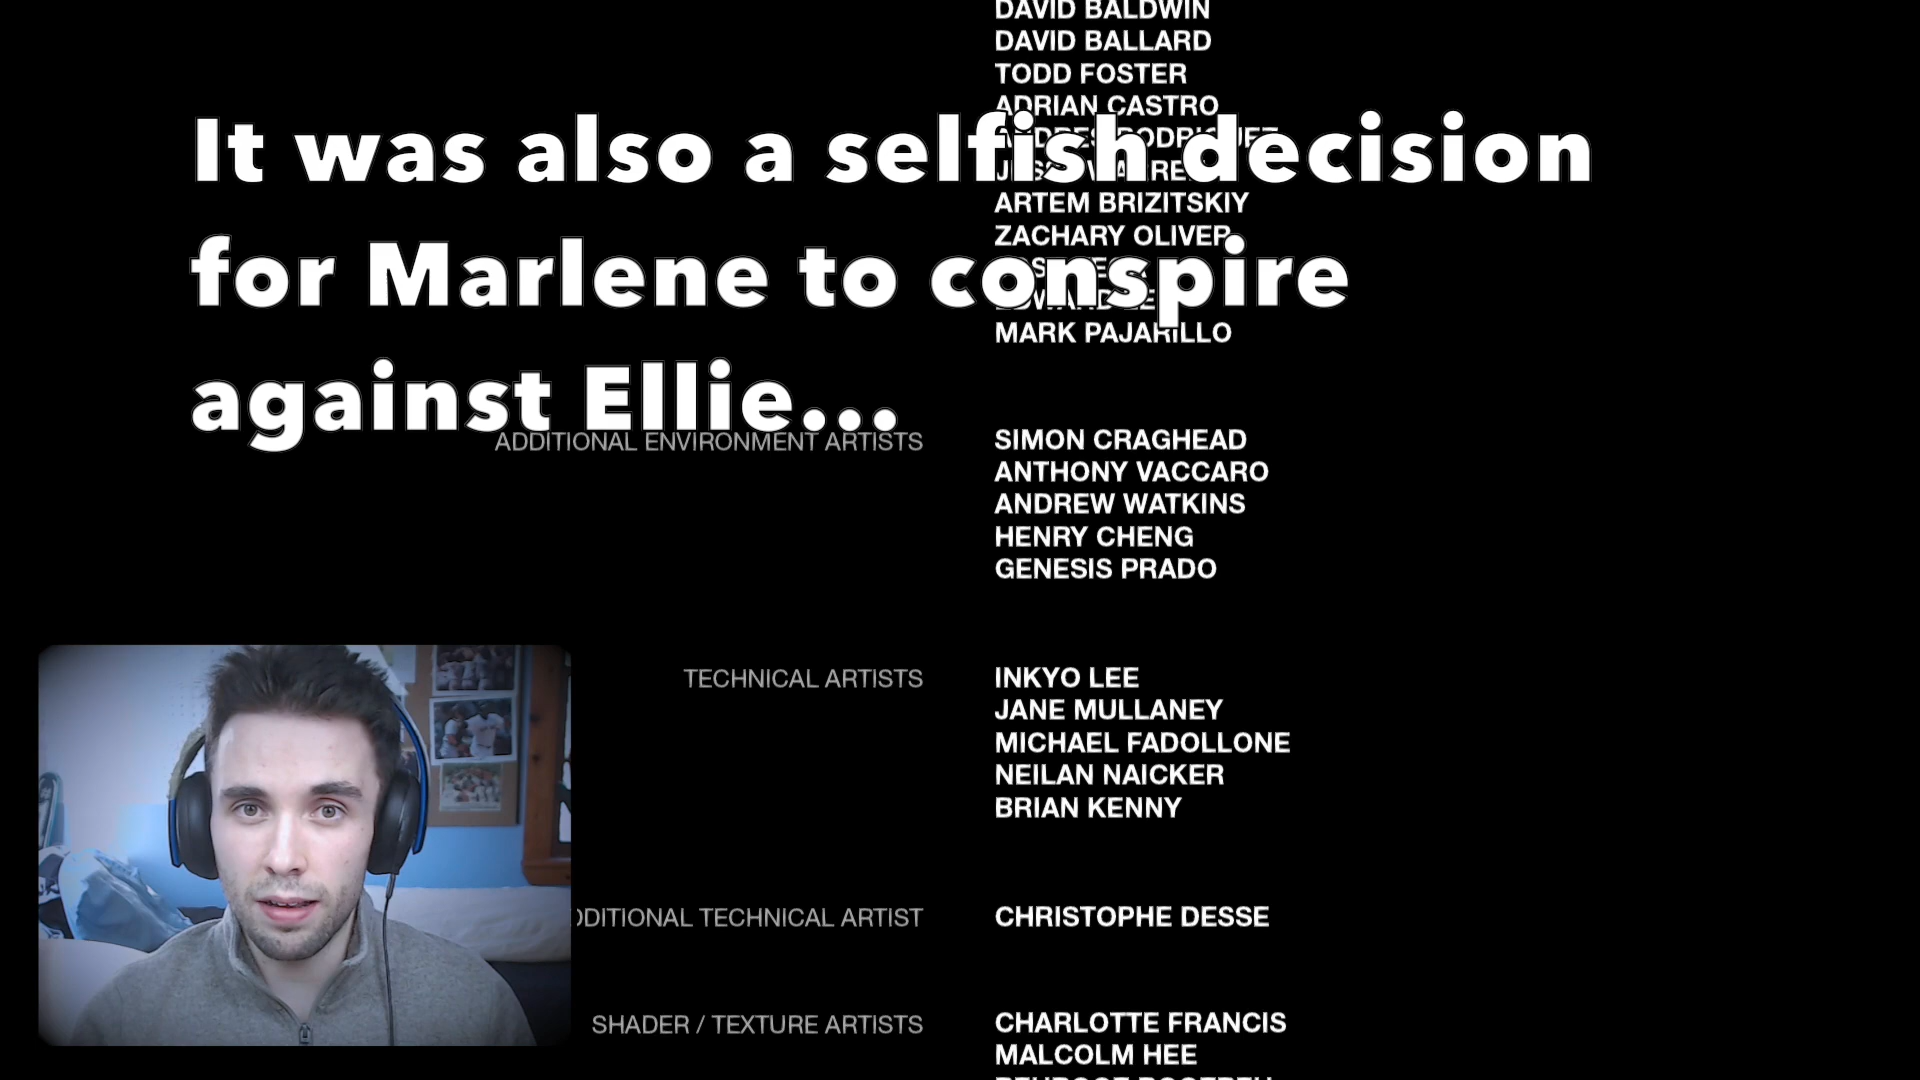 DAVID BALDWIN
DAVID BALLARD
TODD FOSTER
ADRIAN CASTRO
It was also a selfish decision
ARTEM BRIZITSKIY
ZACHARY OLIVER
for Marlene to conspire
MARK PAJARILLO
against Ellie...
ADDITIONAL ENVIRONMENT ARTISTS SIMON CRAGHEAD
ANTHONY VACCARO
ANDREW WATKINS
HENRY CHENG
GENESIS PRADO
TECHNICAL ARTISTS INKYO LEE
JANE MULLANEY
MICHAEL FADOLLONE
NEILAN NAICKER
BRIAN KENNY
DDITIONAL TECHNICAL ARTIST CHRISTOPHE DESSE
SHADER / TEXTURE ARTISTS CHARLOTTE FRANCIS
MALCOLM HEE